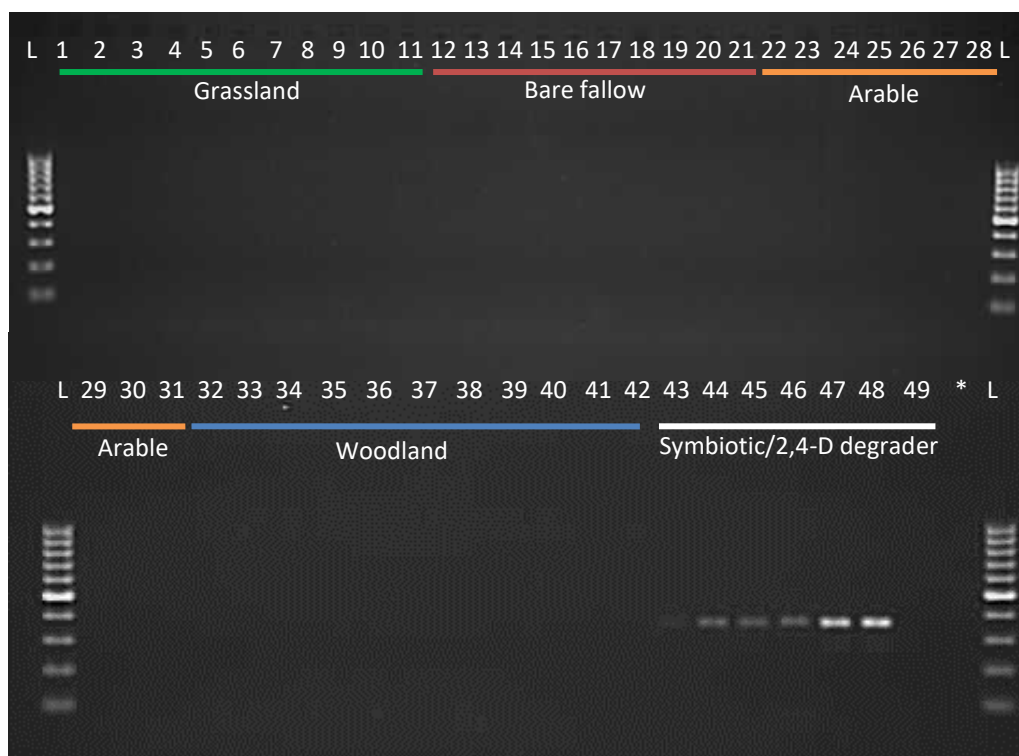 L 1 2 3 4 5 6 7 8 9 10 11 12 13 14 15 16 17 18 19 20 21 22 23 24 25 26 27 28 L
Grassland Bare fallow Arable
L 29 30 31 32 33 34 35 36 37 38 39 40 41 42 43 44 45 46 47 48 49 * L
Arable Woodland Symbiotic/2,4-D degrader